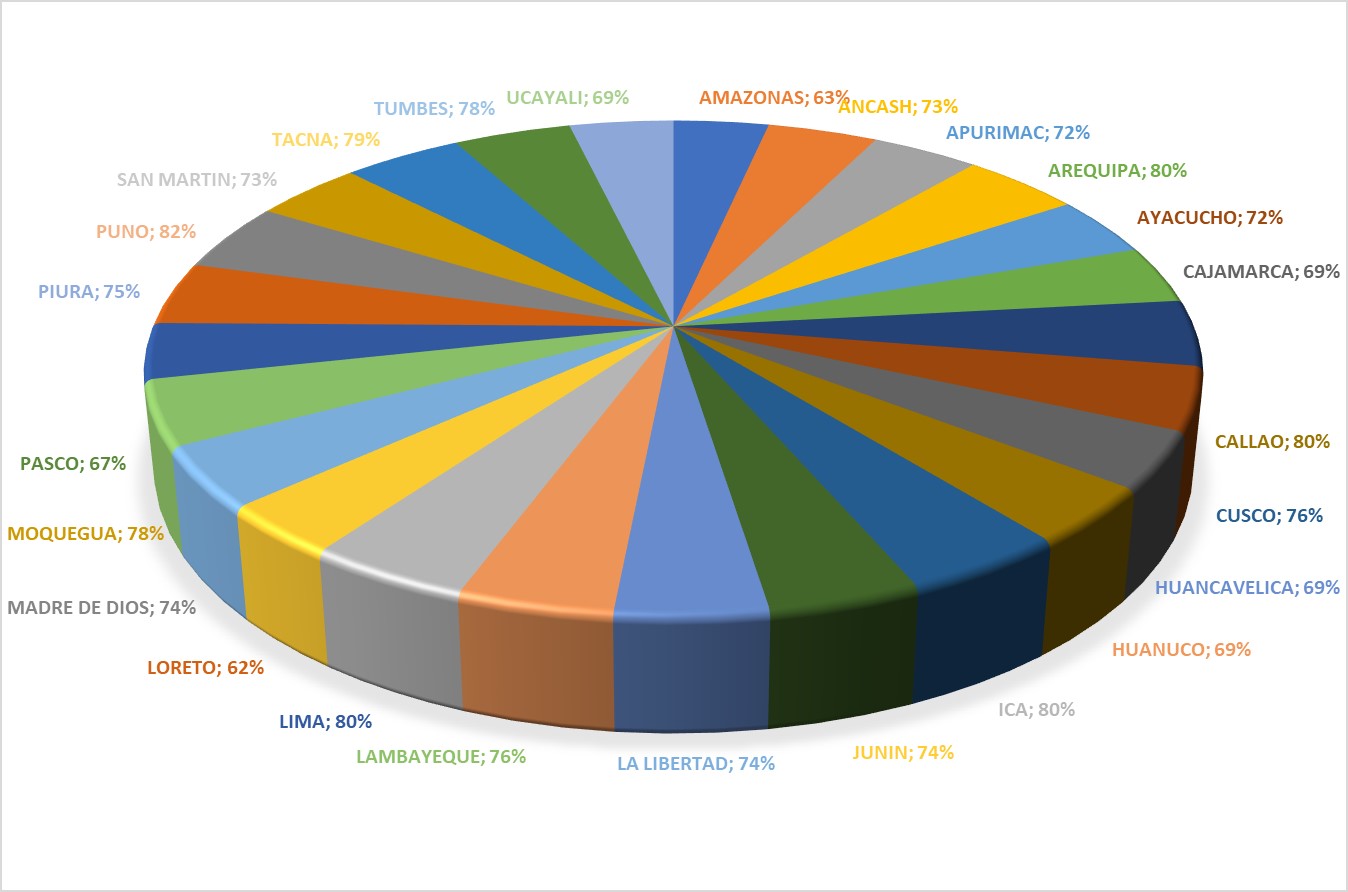 AMAZONAS; 63%
ANCASH; 73%
APURIMAC; 72%
AREQUIPA; 80%
AYACUCHO; 72%
CAJAMARCA; 69%
CALLAO; 80%
CUSCO; 76%
HUANCAVELICA; 69%
HUANUCO; 69%
ICA; 80%
JUNIN; 74%
LA LIBERTAD; 74%
LAMBAYEQUE; 76%
LIMA; 80%
LORETO; 62%
MADRE DE DIOS; 74%
MOQUEGUA; 78%
PASCO; 67%
PIURA; 75%
PUNO; 82%
SAN MARTIN; 73%
TACNA; 79%
TUMBES; 78%
UCAYALI; 69%